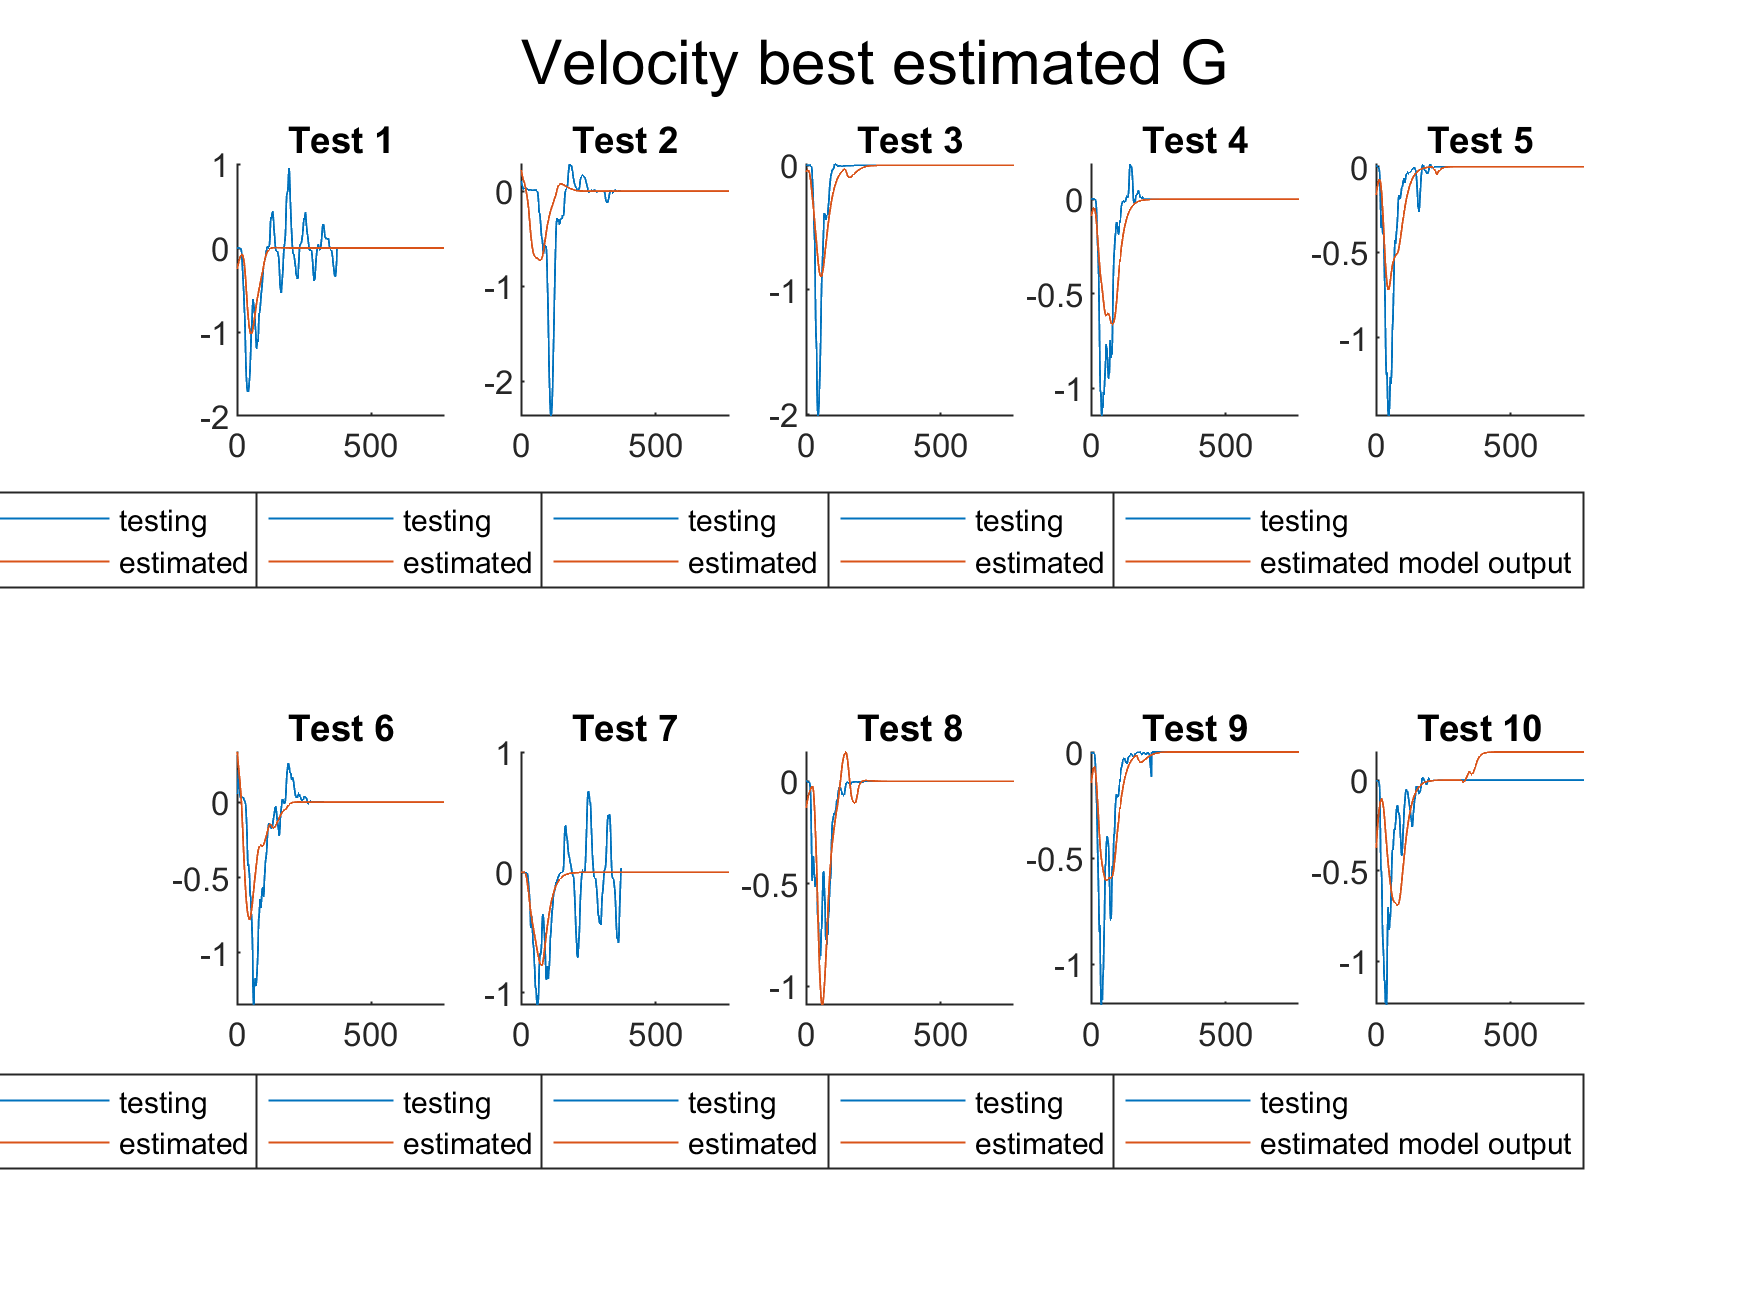 Velocity best estimated G
Test 1 Test 2 Test 3 Test 4 Test 5
1 0 -1 -2 0 500
0 -1 -2 0 500
0 -1 -2 0 500
0 -0.5 -1 0 500
0 -0.5 -1 0 500
testing testing testing testing testing
estimated estimated estimated estimated estimated model output
Test 6 Test 7 Test 8 Test 9 Test 10
0 -0.5 -1 0 500
1 0 -1 0 500
0 -0.5 -1 0 500
0 -0.5 -1 0 500
0 -0.5 -1 0 500
testing testing testing testing testing
estimated estimated estimated estimated estimated model output